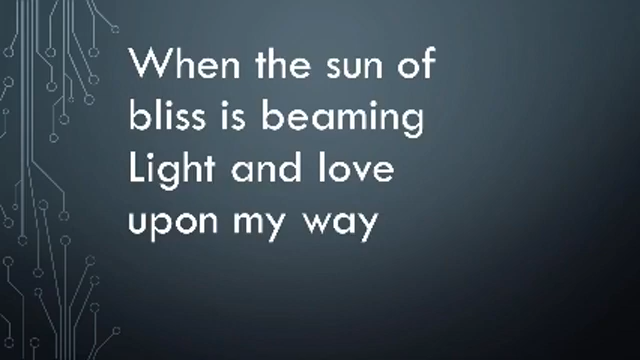 When the sun of
bliss is beaming
Light and love
upon my way